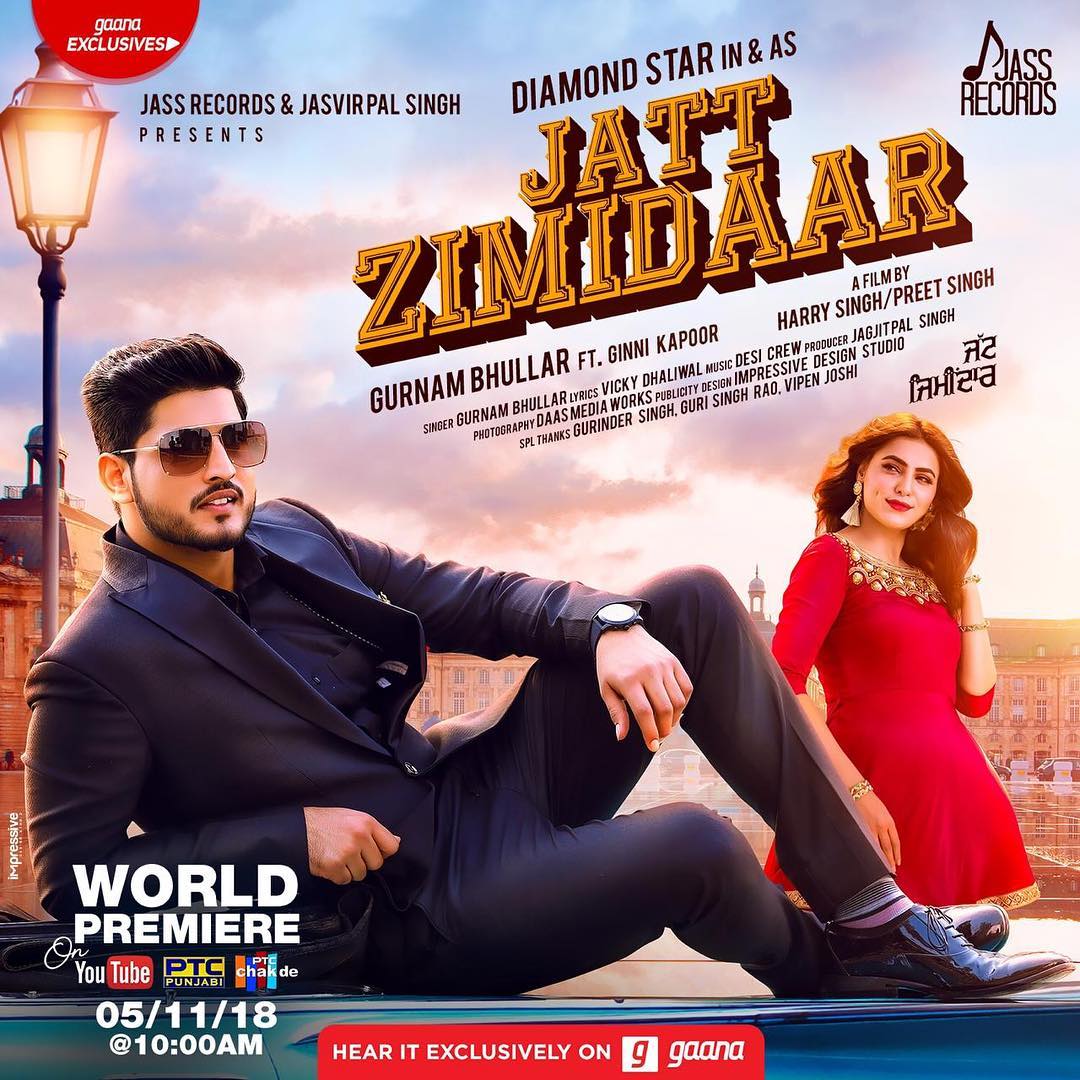 gaana
EXCLUSIVES
JASS RECORDS & JASVIRPAL SINGH
PRESENTS
DIAMOND STAR IN & AS
JATT
ZIMIDAAR
JASS
RECORDS
A FILM BY
HARRY SINGH/PREET SINGH
GURNAM BHULLAR FT. GINNI KAPOOR
SINGER GURNAM BHULLAR LYRICS VICKY DHALIWAL MUSIC DESI CREW PRODUCER JAGJITPAL SINGH
PHOTOGRAPHY DAAS MEDIA WORKS PUBLICITY DESIGN IMPRESSIVE DESIGN STUDIO
SPL THANKS GURINDER SINGH, GURI SINGH RAO, VIPEN JOSHI
ਜੱਟ
ਜ਼ਿਮੀਂਦਾਰ
iMpressive
WORLD
PREMIERE
On
YouTube PTC PUNJABI PTC chakde
05/11/18
@10:00AM
HEAR IT EXCLUSIVELY ON g gaana